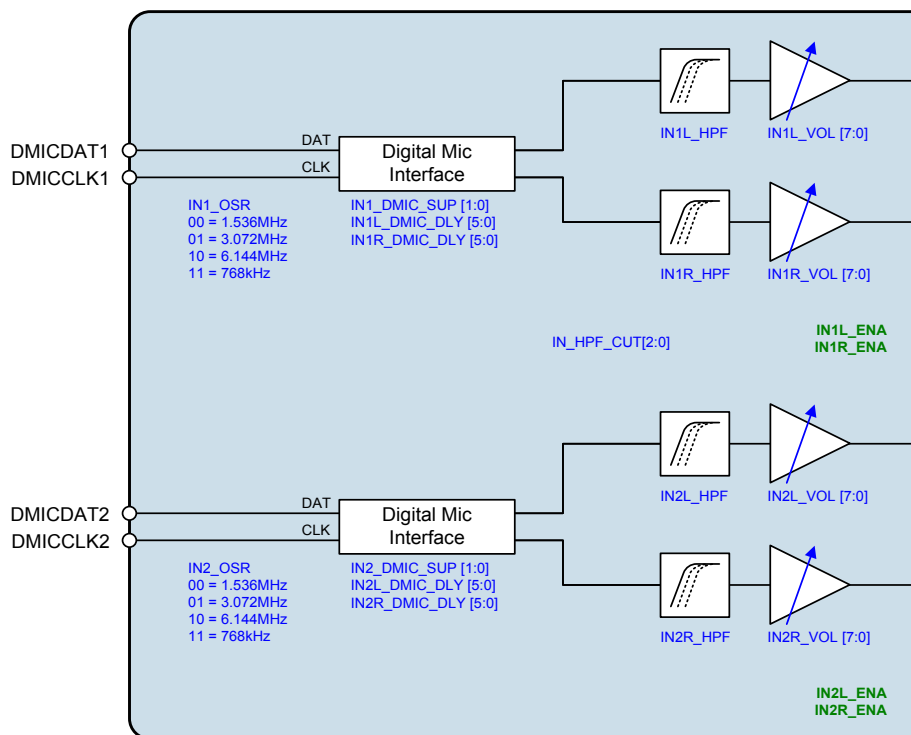 IN1L_HPF
IN1L_VOL [7:0]
DMICDAT1
DAT
DMICCLK1
CLK
Digital Mic
Interface
IN1_OSR
00 = 1.536MHz
01 = 3.072MHz
10 = 6.144MHz
11 = 768kHz
IN1_DMIC_SUP [1:0]
IN1L_DMIC_DLY [5:0]
IN1R_DMIC_DLY [5:0]
IN1R_HPF
IN1R_VOL [7:0]
IN_HPF_CUT[2:0]
IN1L_ENA
IN1R_ENA
IN2L_HPF
IN2L_VOL [7:0]
DMICDAT2
DAT
DMICCLK2
CLK
Digital Mic
Interface
IN2_OSR
00 = 1.536MHz
01 = 3.072MHz
10 = 6.144MHz
11 = 768kHz
IN2_DMIC_SUP [1:0]
IN2L_DMIC_DLY [5:0]
IN2R_DMIC_DLY [5:0]
IN2R_HPF
IN2R_VOL [7:0]
IN2L_ENA
IN2R_ENA